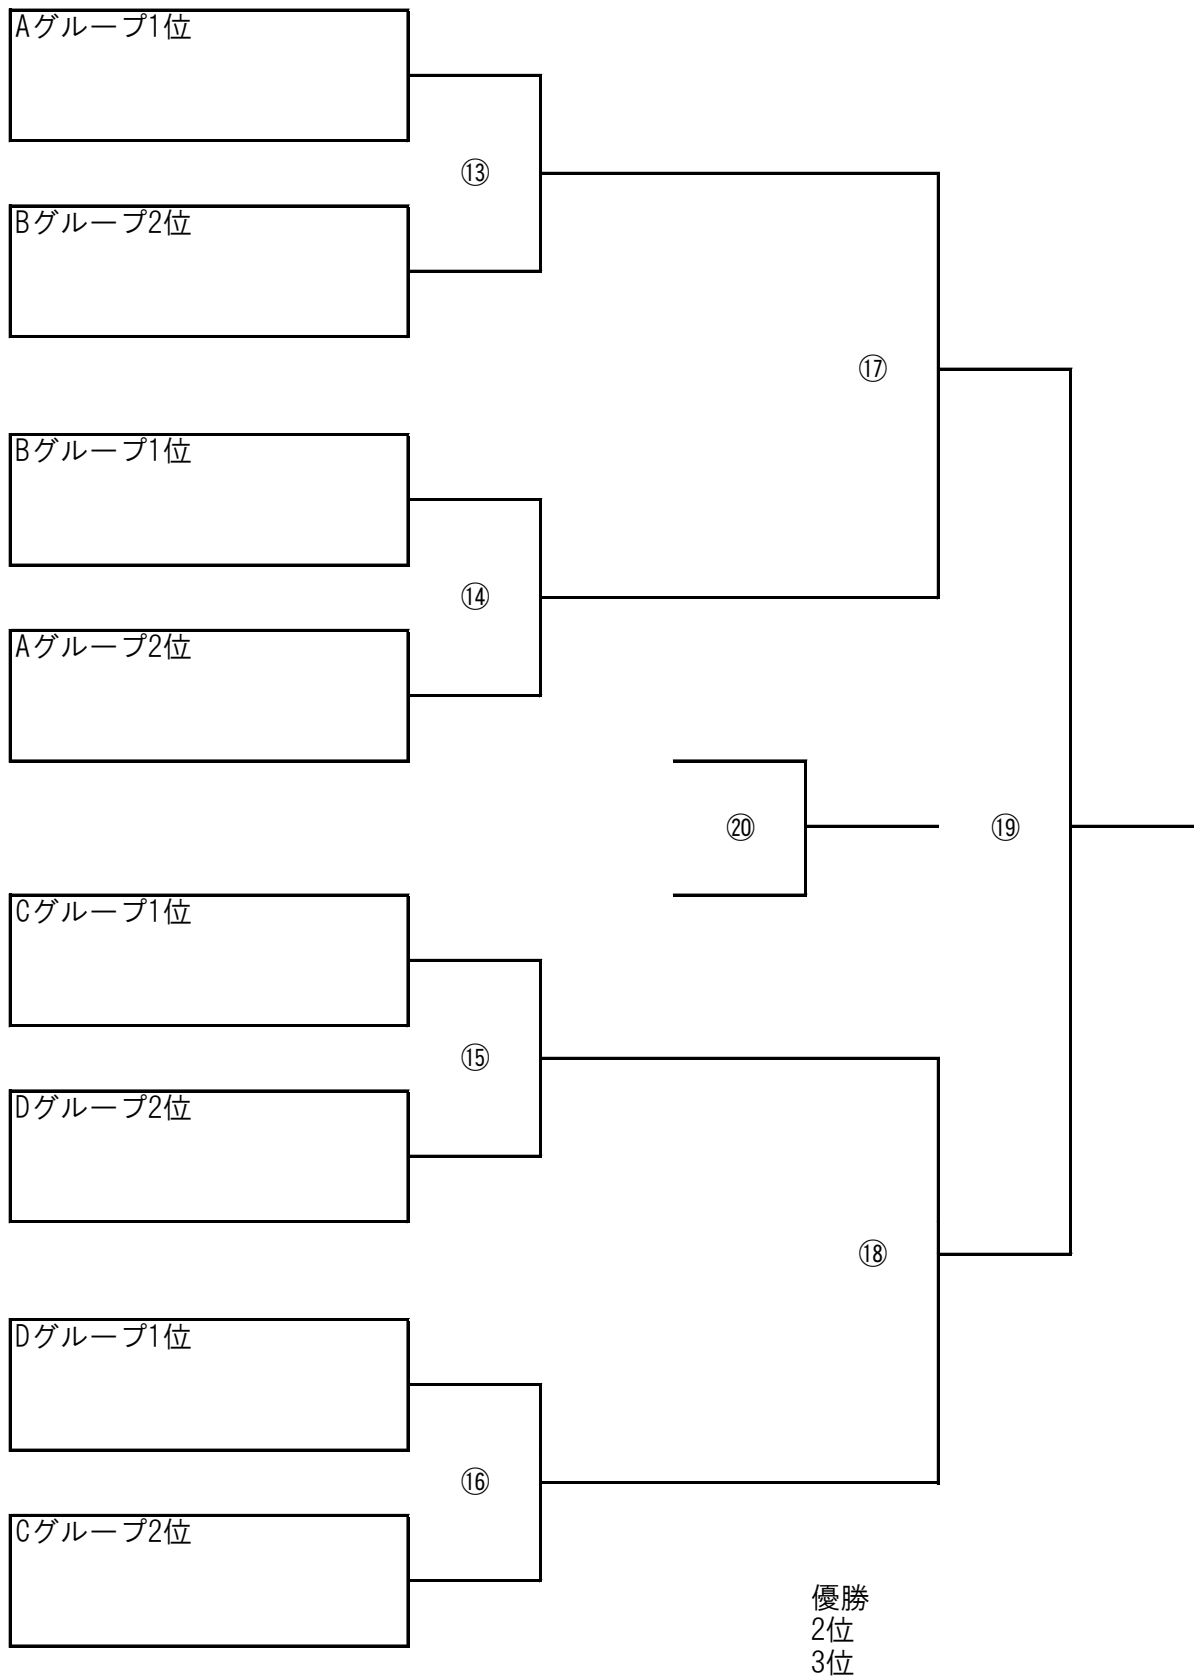 Aグループ1位
⑬
Bグループ2位
⑰
Bグループ1位
⑭
Aグループ2位
⑳
⑲
Cグループ1位
⑮
Dグループ2位
⑱
Dグループ1位
⑯
Cグループ2位
優勝
2位
3位